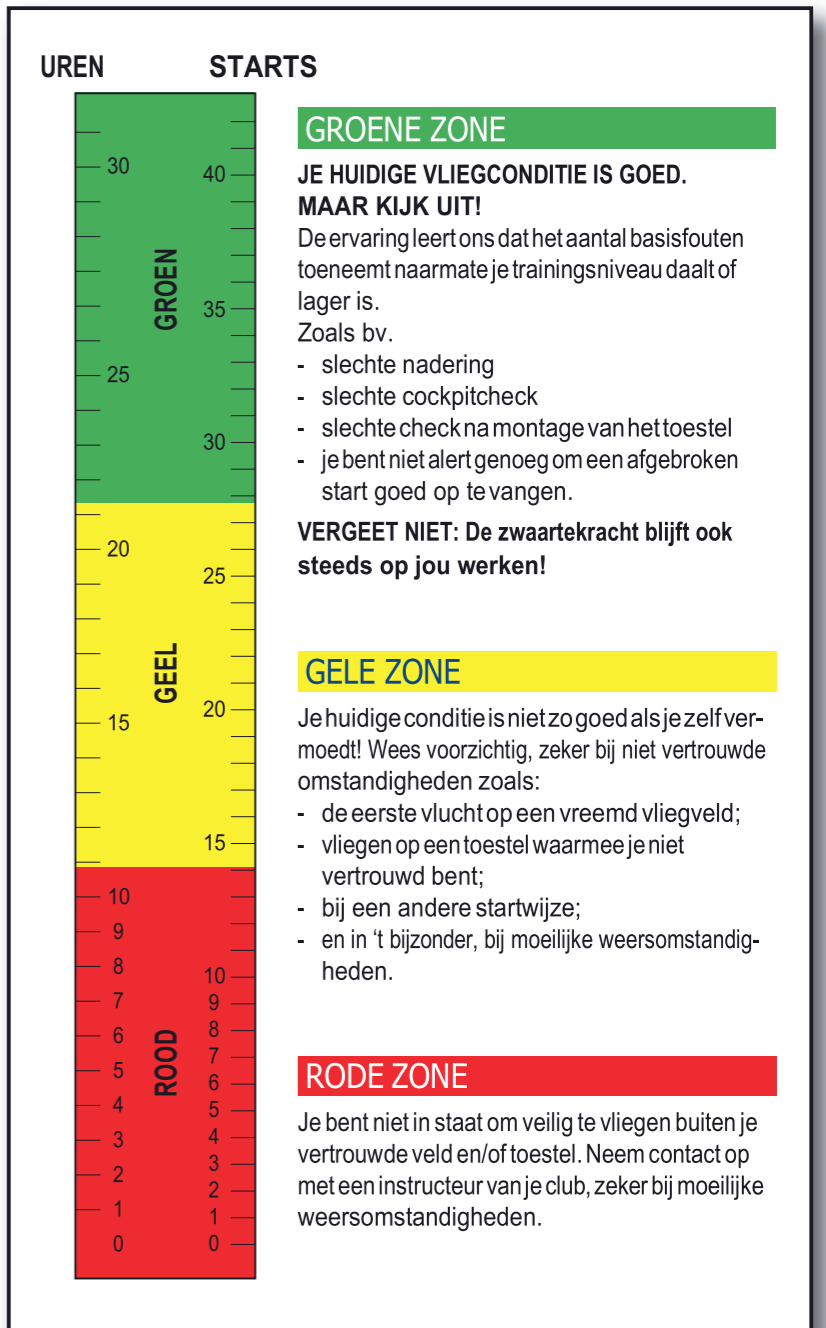 UREN STARTS
30
25
20
15
10
9
8
7
6
5
4
3
2
1
0
GROEN
GEEL
ROOD
40
35
30
25
20
15
10
9
8
7
6
5
4
3
2
1
0
GROENE ZONE
JE HUIDIGE VLIEGCONDITIE IS GOED.
MAAR KIJK UIT!
De ervaring leert ons dat het aantal basisfouten
toeneemt naarmate je trainingsniveau daalt of
lager is.
Zoals bv.
- slechte nadering
- slechte cockpitcheck
- slechte check na montage van het toestel
- je bent niet alert genoeg om een afgebroken
start goed op te vangen.
VERGEET NIET: De zwaartekracht blijft ook
steeds op jou werken!
GELE ZONE
Je huidige conditie is niet zo goed als je zelf ver-
moedt! Wees voorzichtig, zeker bij niet vertrouwde
omstandigheden zoals:
- de eerste vlucht op een vreemd vliegveld;
- vliegen op een toestel waarmee je niet
vertrouwd bent;
- bij een andere startwijze;
- en in ‘t bijzonder, bij moeilijke weersomstandig-
heden.
RODE ZONE
Je bent niet in staat om veilig te vliegen buiten je
vertrouwde veld en/of toestel. Neem contact op
met een instructeur van je club, zeker bij moeilijke
weersomstandigheden.